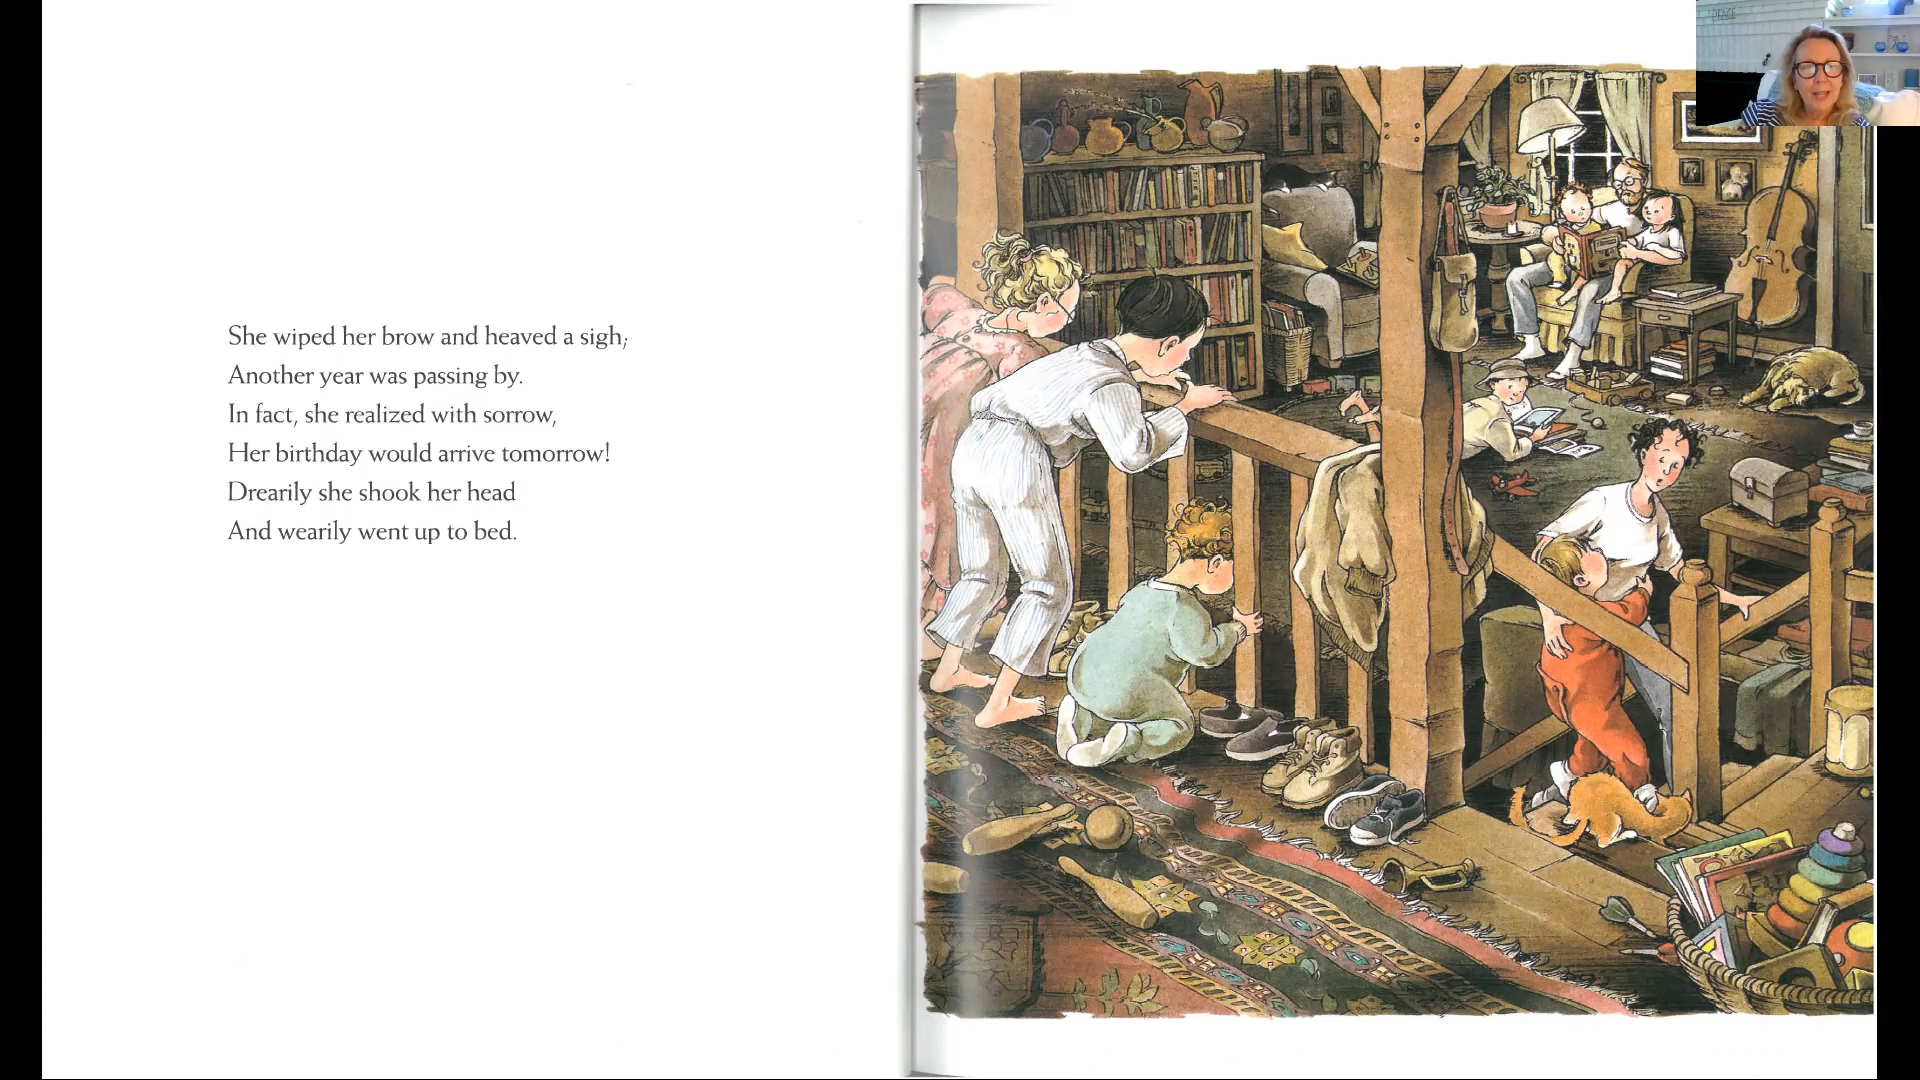 She wiped her brow and heaved a sigh;
Another year was passing by.
In fact, she realized with sorrow,
Her birthday would arrive tomorrow!
Drearily she shook her head
And wearily went up to bed.
PEACE